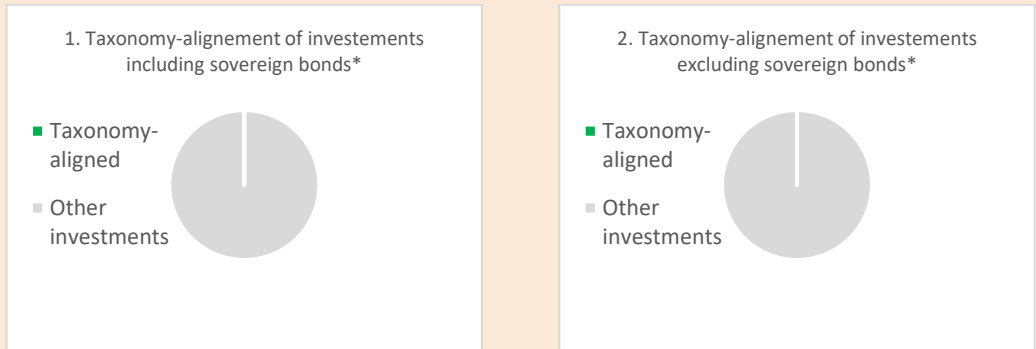 1. Taxonomy-alignement of investements
including sovereign bonds*
Taxonomy-
aligned
Other
investments
2. Taxonomy-alignement of investements
excluding sovereign bonds*
Taxonomy-
aligned
Other
investments